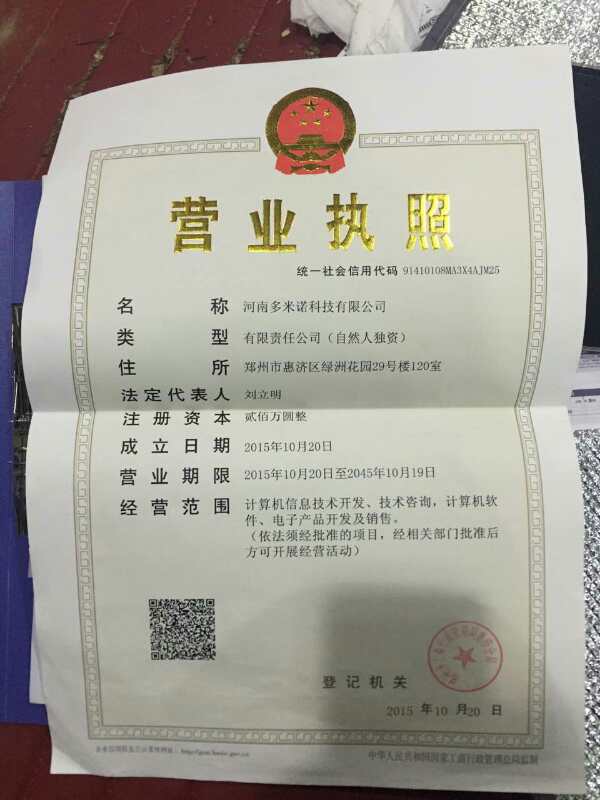 营业执照
统一社会信用代码 91410108MA3X4AJM25
名 称 河南多米诺科技有限公司
类 型 有限责任公司（自然人独资）
住 所 郑州市惠济区绿洲花园29号楼120室
法定代表人 刘立明
注册资本 贰佰万圆整
成立日期 2015年10月20日
营业期限 2015年10月20日至2045年10月19日
经营范围 计算机信息技术开发、技术咨询，计算机软
件、电子产品开发及销售。
（依法须经批准的项目，经相关部门批准后
方可开展经营活动）
登记机关
2015 年 10 月 20 日
中华人民共和国国家工商行政管理总局监制